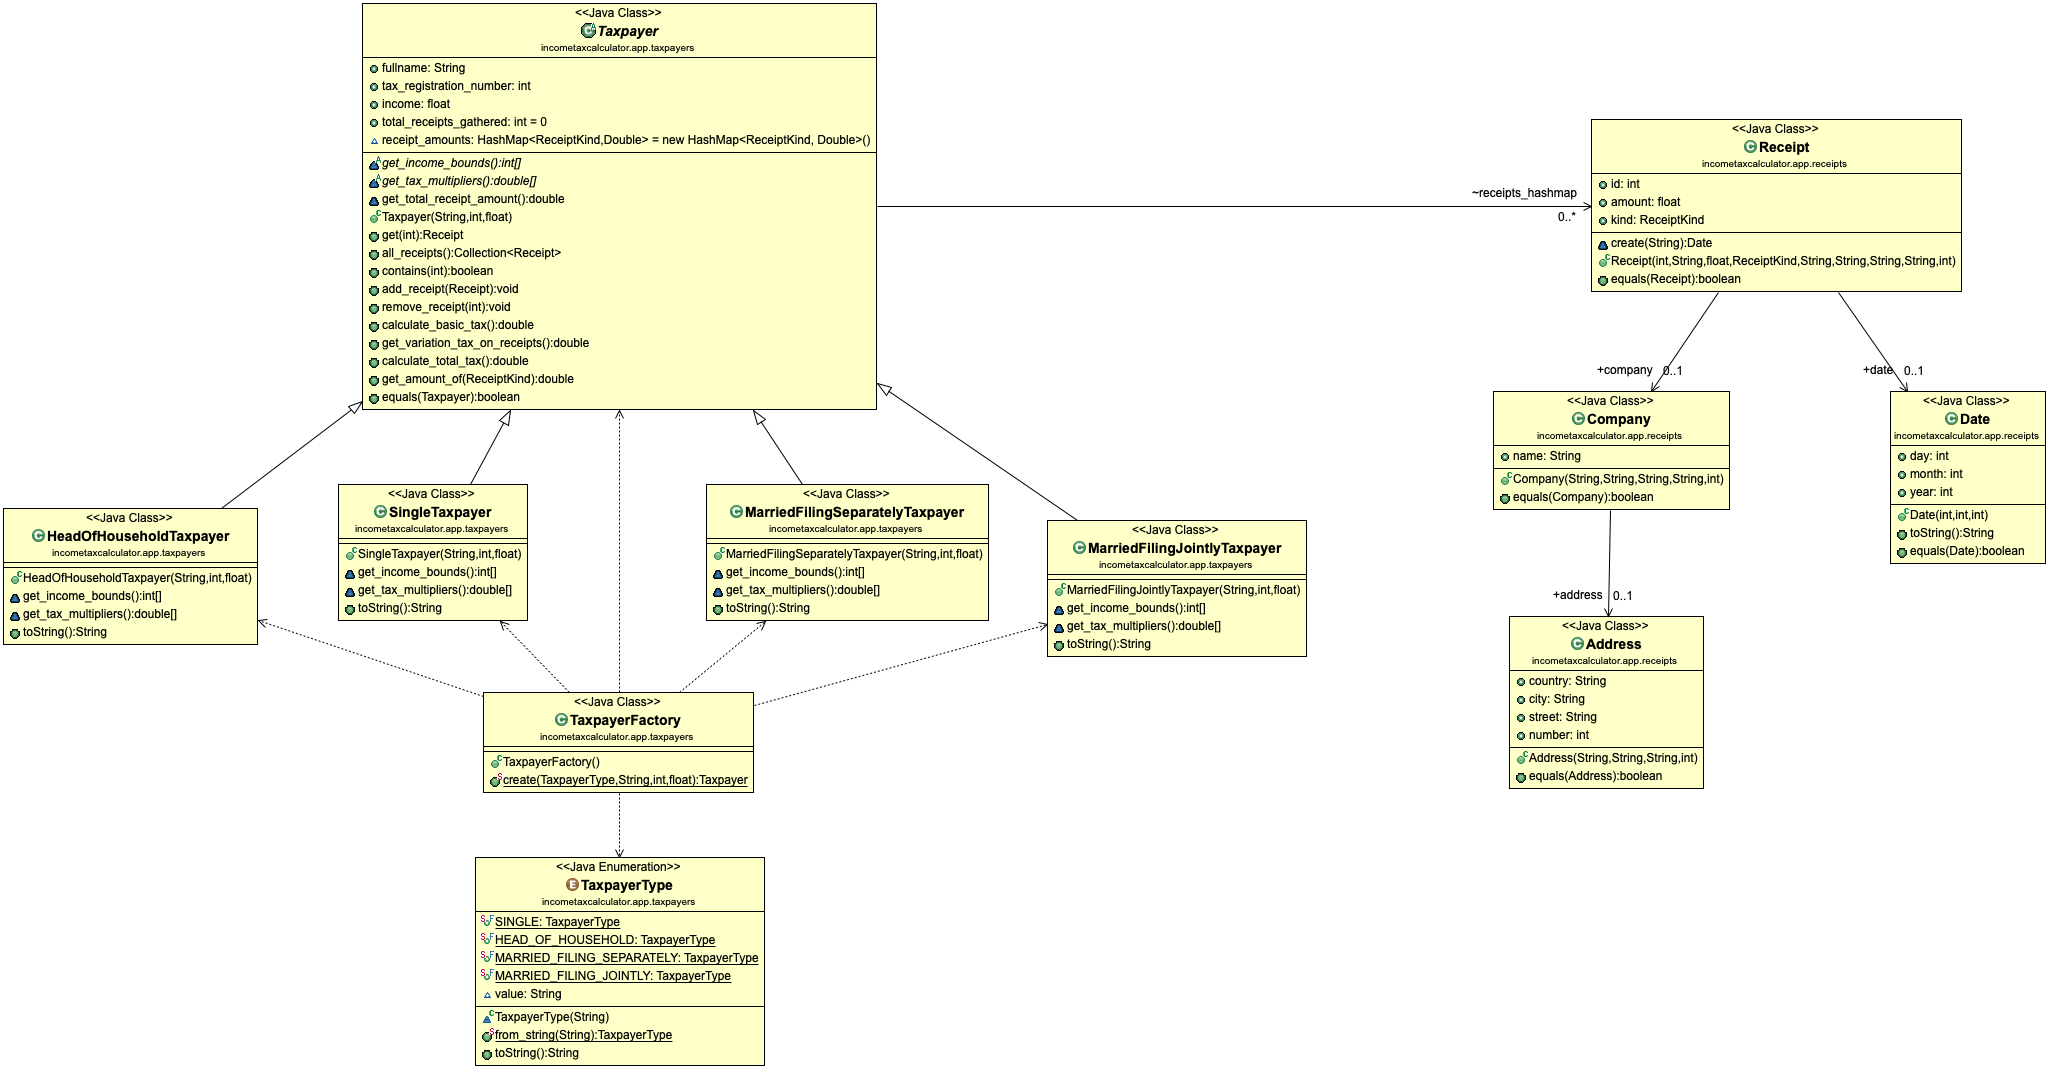 <<Java Class>>
Taxpayer
incometaxcalculator.app.taxpayers
fullname: String
tax_registration_number: int
income: float
total_receipts_gathered: int = 0
receipt_amounts: HashMap<ReceiptKind,Double> = new HashMap<ReceiptKind, Double>()
get_income_bounds():int[]
get_tax_multipliers():double[]
get_total_receipt_amount():double
Taxpayer(String,int,float)
get(int):Receipt
all_receipts():Collection<Receipt>
contains(int):boolean
add_receipt(Receipt):void
remove_receipt(int):void
calculate_basic_tax():double
get_variation_tax_on_receipts():double
calculate_total_tax():double
get_amount_of(ReceiptKind):double
equals(Taxpayer):boolean
~receipts_hashmap
0..*
<<Java Class>>
Receipt
incometaxcalculator.app.receipts
id: int
amount: float
kind: ReceiptKind
create(String):Date
Receipt(int,String,float,ReceiptKind,String,String,String,String,int)
equals(Receipt):boolean
+company
0..1
+date
0..1
<<Java Class>>
Company
incometaxcalculator.app.receipts
name: String
Company(String,String,String,String,int)
equals(Company):boolean
<<Java Class>>
Date
incometaxcalculator.app.receipts
day: int
month: int
year: int
Date(int,int,int)
toString():String
equals(Date):boolean
+address
0..1
<<Java Class>>
Address
incometaxcalculator.app.receipts
country: String
city: String
street: String
number: int
Address(String,String,String,int)
equals(Address):boolean
<<Java Class>>
HeadOfHouseholdTaxpayer
incometaxcalculator.app.taxpayers
HeadOfHouseholdTaxpayer(String,int,float)
get_income_bounds():int[]
get_tax_multipliers():double[]
toString():String
<<Java Class>>
SingleTaxpayer
incometaxcalculator.app.taxpayers
SingleTaxpayer(String,int,float)
get_income_bounds():int[]
get_tax_multipliers():double[]
toString():String
<<Java Class>>
MarriedFilingSeparatelyTaxpayer
incometaxcalculator.app.taxpayers
MarriedFilingSeparatelyTaxpayer(String,int,float)
get_income_bounds():int[]
get_tax_multipliers():double[]
toString():String
<<Java Class>>
MarriedFilingJointlyTaxpayer
incometaxcalculator.app.taxpayers
MarriedFilingJointlyTaxpayer(String,int,float)
get_income_bounds():int[]
get_tax_multipliers():double[]
toString():String
<<Java Class>>
TaxpayerFactory
incometaxcalculator.app.taxpayers
TaxpayerFactory()
create(TaxpayerType,String,int,float):Taxpayer
<<Java Enumeration>>
TaxpayerType
incometaxcalculator.app.taxpayers
SINGLE: TaxpayerType
HEAD_OF_HOUSEHOLD: TaxpayerType
MARRIED_FILING_SEPARATELY: TaxpayerType
MARRIED_FILING_JOINTLY: TaxpayerType
value: String
TaxpayerType(String)
from_string(String):TaxpayerType
toString():String